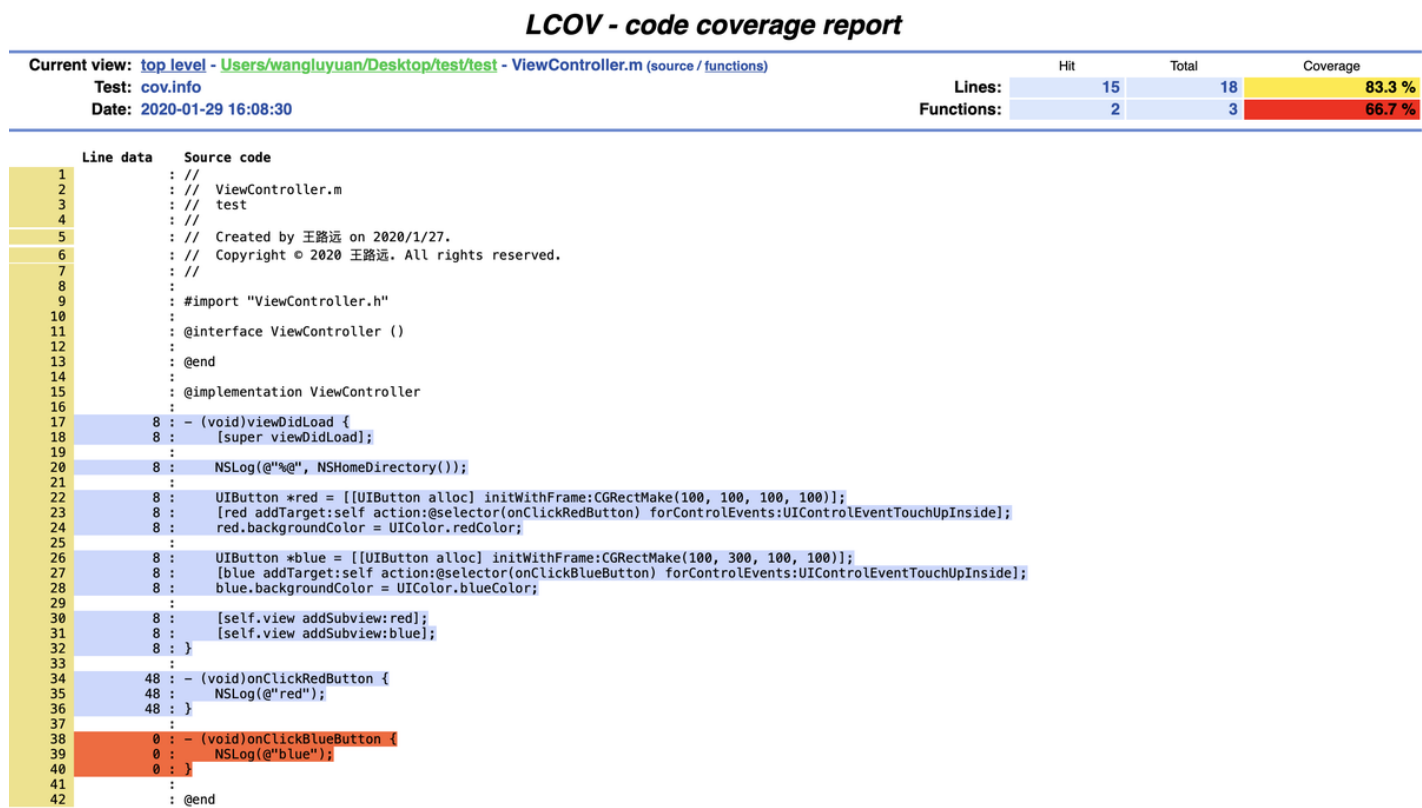 LCOV - code coverage report
Current view: top level - Users/wangluyuan/Desktop/test/test - ViewController.m (source / functions) Hit Total Coverage
Test: cov.info Lines: 15 18 83.3 %
Date: 2020-01-29 16:08:30 Functions: 2 3 66.7 %
Line data Source code
1 : //
2 : //  ViewController.m
3 : //  test
4 : //
5 : //  Created by 王路远 on 2020/1/27.
6 : //  Copyright © 2020 王路远. All rights reserved.
7 : //
8 :
9 : #import "ViewController.h"
10 :
11 : @interface ViewController ()
12 :
13 : @end
14 :
15 : @implementation ViewController
16 :
17 8 : - (void)viewDidLoad {
18 8 :     [super viewDidLoad];
19 :
20 8 :     NSLog(@"%@", NSHomeDirectory());
21 :
22 8 :     UIButton *red = [[UIButton alloc] initWithFrame:CGRectMake(100, 100, 100, 100)];
23 8 :     [red addTarget:self action:@selector(onClickRedButton) forControlEvents:UIControlEventTouchUpInside];
24 8 :     red.backgroundColor = UIColor.redColor;
25 :
26 8 :     UIButton *blue = [[UIButton alloc] initWithFrame:CGRectMake(100, 300, 100, 100)];
27 8 :     [blue addTarget:self action:@selector(onClickBlueButton) forControlEvents:UIControlEventTouchUpInside];
28 8 :     blue.backgroundColor = UIColor.blueColor;
29 :
30 8 :     [self.view addSubview:red];
31 8 :     [self.view addSubview:blue];
32 8 : }
33 :
34 48 : - (void)onClickRedButton {
35 48 :     NSLog(@"red");
36 48 : }
37 :
38 0 : - (void)onClickBlueButton {
39 0 :     NSLog(@"blue");
40 0 : }
41 :
42 : @end